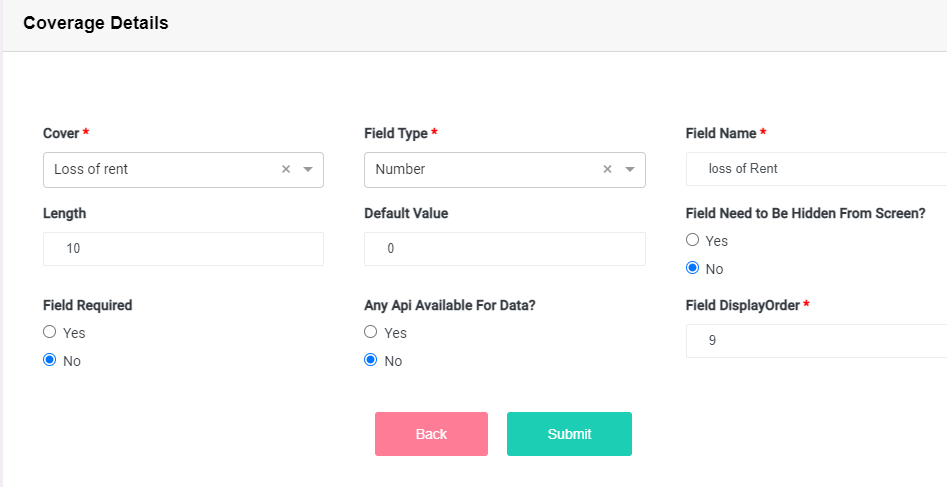 Coverage Details
Cover *
Field Type *
Field Name *
Loss of rent
Number
loss of Rent
Length
Default Value
Field Need to Be Hidden From Screen?
10
0
Yes
No
Field Required
Any Api Available For Data?
Field DisplayOrder *
Yes
Yes
9
No
No
Back
Submit